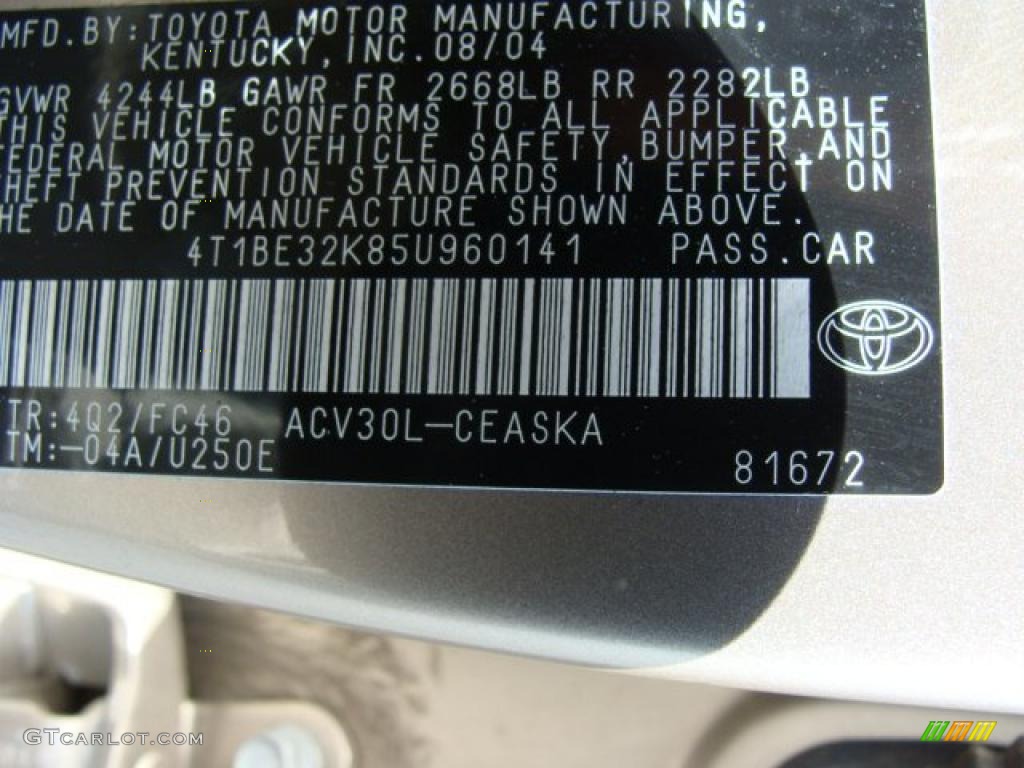 MFD. BY: TOYOTA MOTOR MANUFACTURING,
KENTUCKY, INC. 08/04
GVWR 4244LB GAWR FR 2668LB RR 2282LB
THIS VEHICLE CONFORMS TO ALL APPLICABLE
FEDERAL MOTOR VEHICLE SAFETY, BUMPER, AND
THEFT PREVENTION STANDARDS IN EFFECT ON
THE DATE OF MANUFACTURE SHOWN ABOVE.
4T1BE32K85U960141 PASS. CAR
TR:4Q2/FC46 ACV30L-CEASKA
TM:-04A/U250E
81672
GTCARLOT.COM